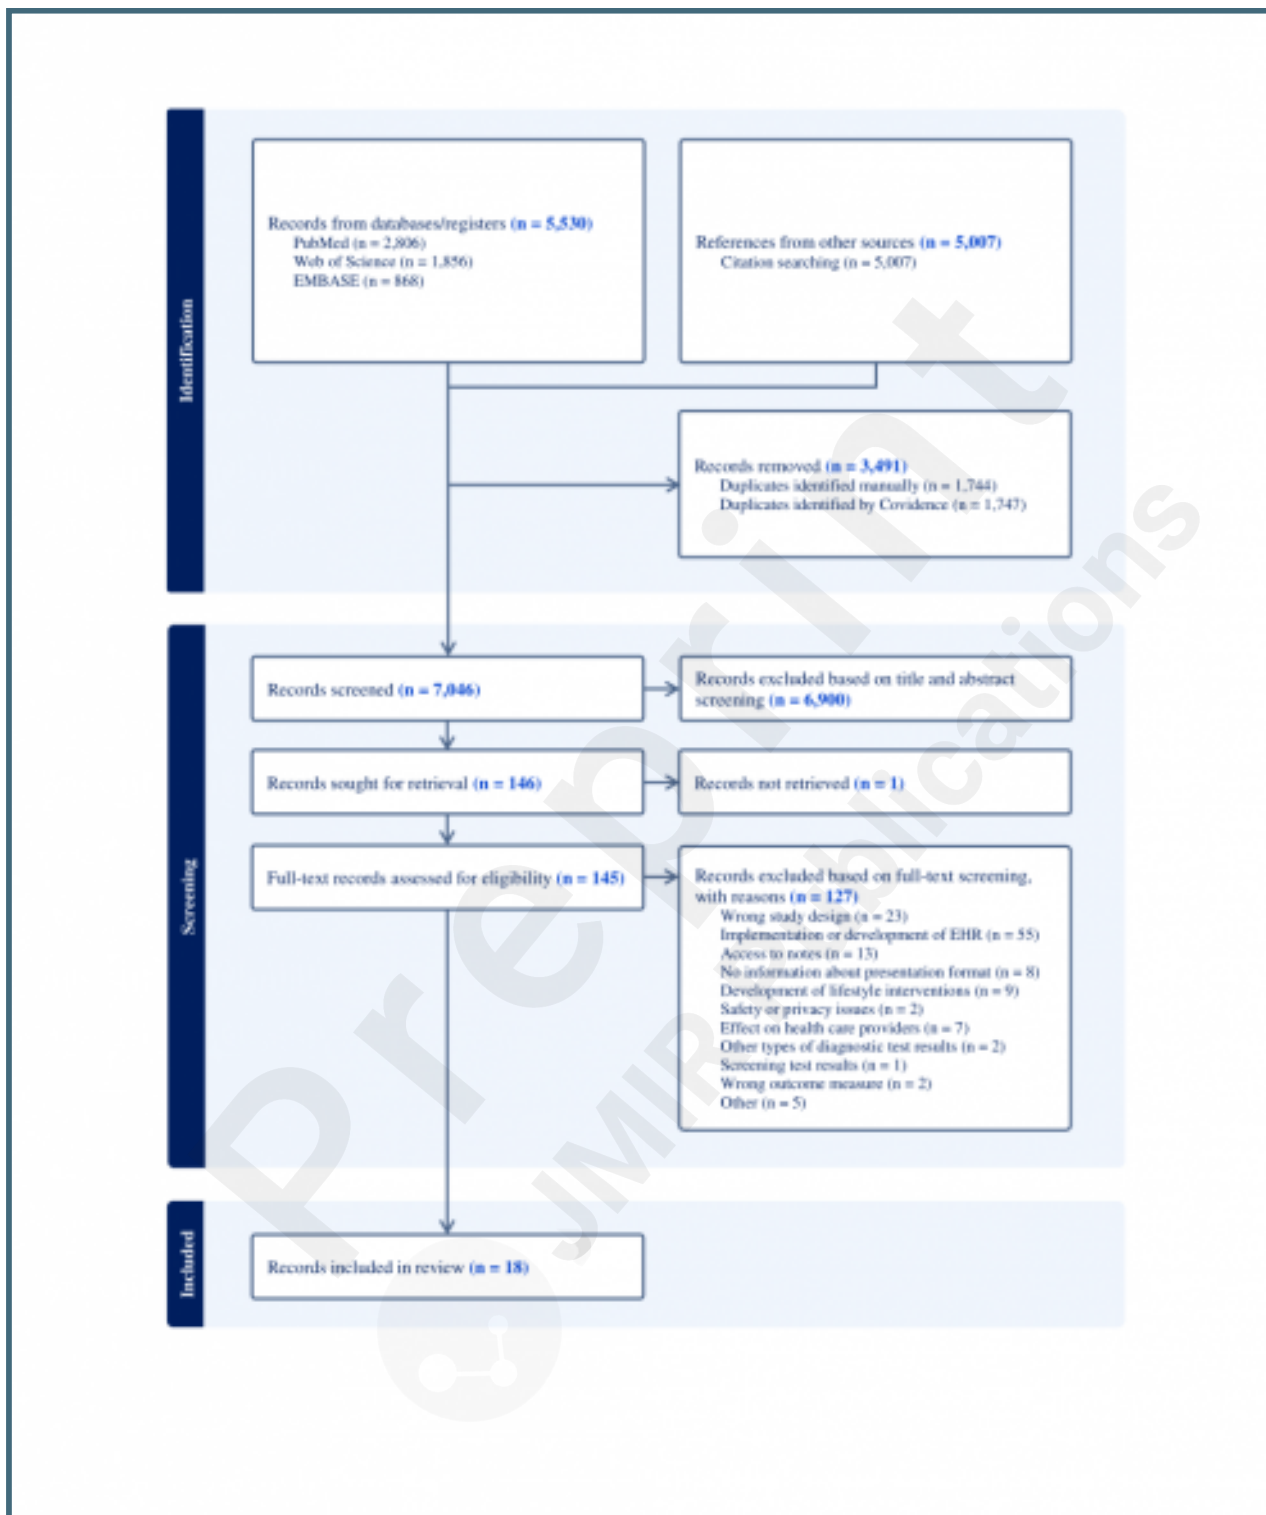 Identification
Records from databases/registers (n = 5,530)
PubMed (n = 2,806)
Web of Science (n = 1,856)
EMBASE (n = 868)
References from other sources (n = 5,007)
Citation searching (n = 5,007)
Records removed (n = 3,491)
Duplicates identified manually (n = 1,744)
Duplicates identified by Covidence (n = 1,747)
Screening
Records screened (n = 7,046)
Records excluded based on title and abstract
screening (n = 6,900)
Records sought for retrieval (n = 146)
Records not retrieved (n = 1)
Full-text records assessed for eligibility (n = 145)
Records excluded based on full-text screening,
with reasons (n = 127)
Wrong study design (n = 23)
Implementation or development of EHR (n = 55)
Access to notes (n = 13)
No information about presentation format (n = 8)
Development of lifestyle interventions (n = 9)
Safety or privacy issues (n = 2)
Effect on health care providers (n = 7)
Other types of diagnostic test results (n = 2)
Screening test results (n = 1)
Wrong outcome measure (n = 2)
Other (n = 5)
Included
Records included in review (n = 18)
Preprint
JMIR Publications